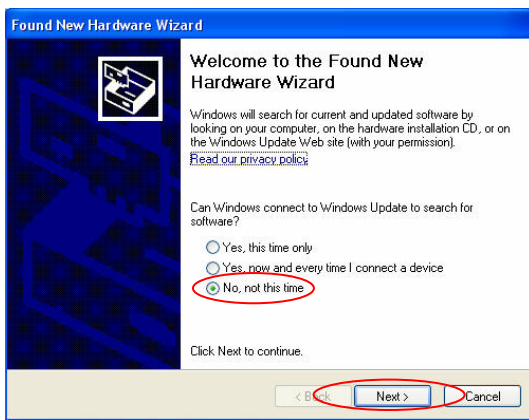 Found New Hardware Wizard
Welcome to the Found New
Hardware Wizard
Windows will search for current and updated software by
looking on your computer, on the hardware installation CD, or on
the Windows Update Web site (with your permission).
Read our privacy policy
Can Windows connect to Windows Update to search for
software?
Yes, this time only
Yes, now and every time I connect a device
No, not this time
Click Next to continue.
< Back
Next >
Cancel